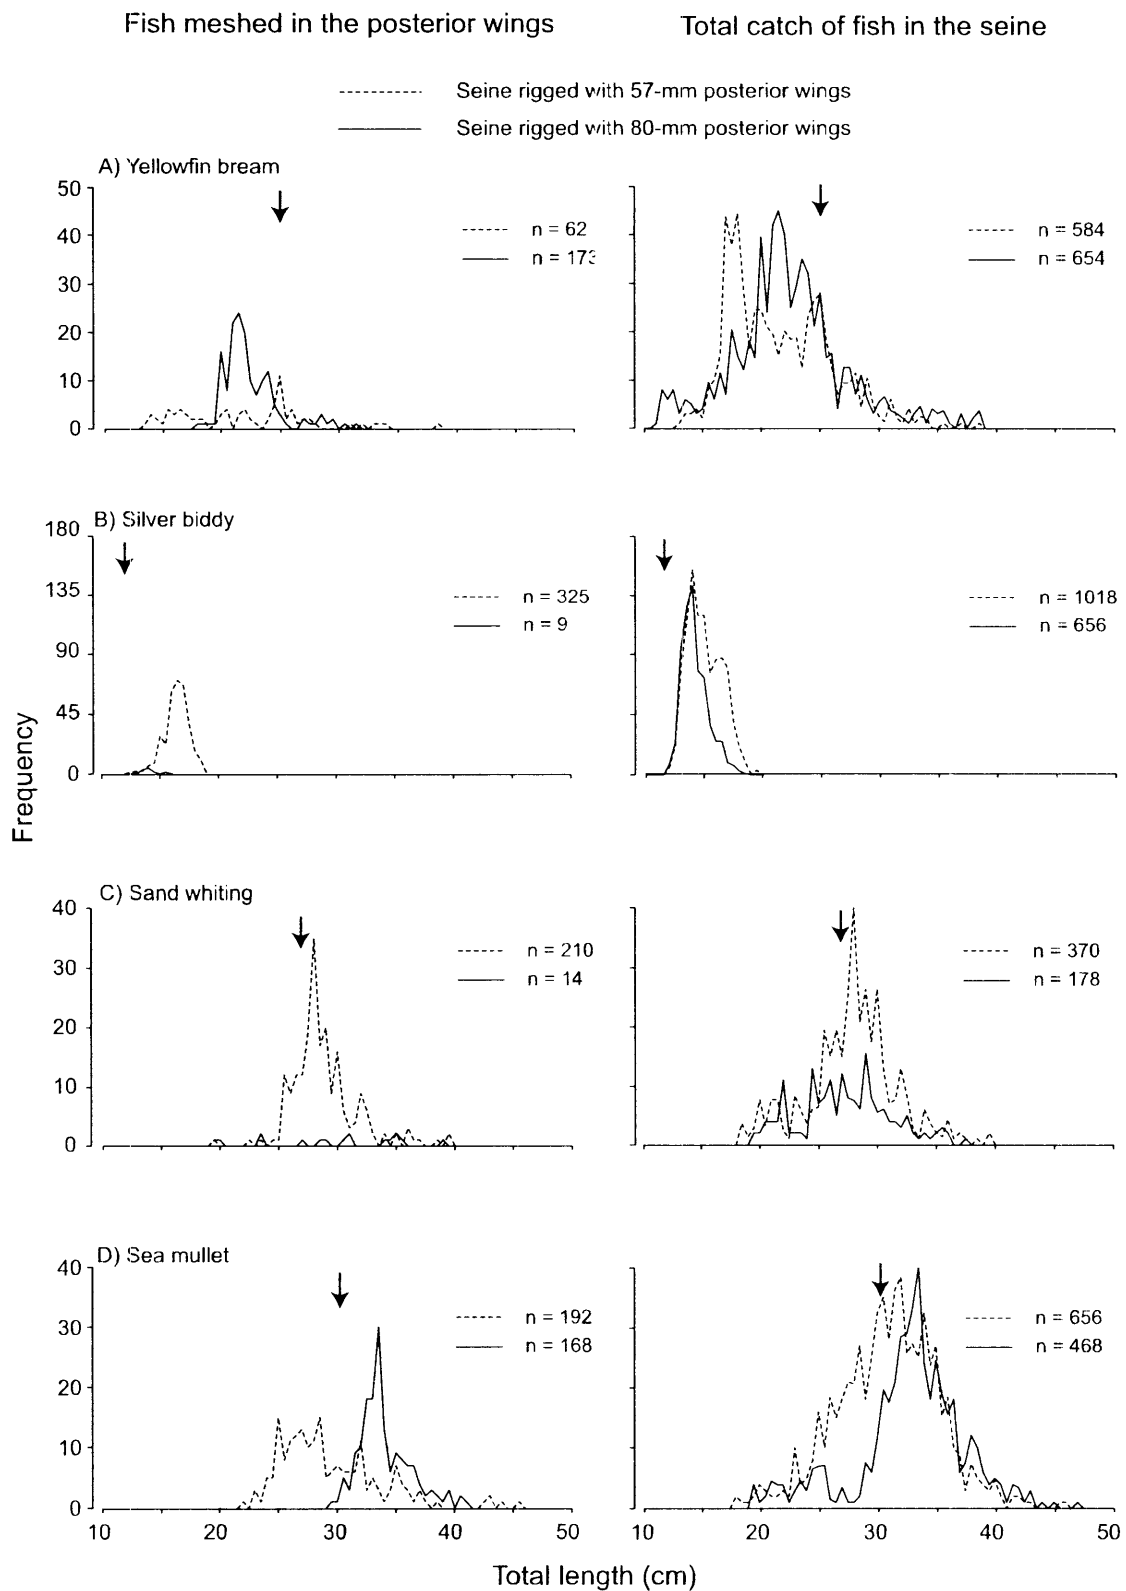 Fish meshed in the posterior wings
Total catch of fish in the seine
Seine rigged with 57-mm posterior wings
Seine rigged with 80-mm posterior wings
A) Yellowfin bream
50
40
30
20
10
0
n = 62
n = 173
n = 584
n = 654
B) Silver biddy
180
135
90
45
0
n = 325
n = 9
n = 1018
n = 656
Frequency
C) Sand whiting
40
30
20
10
0
n = 210
n = 14
n = 370
n = 178
D) Sea mullet
40
30
20
10
0
n = 192
n = 168
n = 656
n = 468
10 20 30 40 50
10 20 30 40 50
Total length (cm)